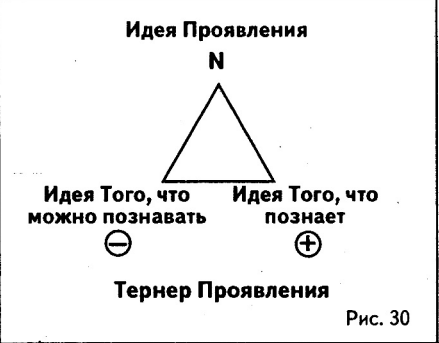 Идея Проявления
N
Идея Того, что Идея Того, что
можно познавать познает
− +
Тернер Проявления
Рис. 30